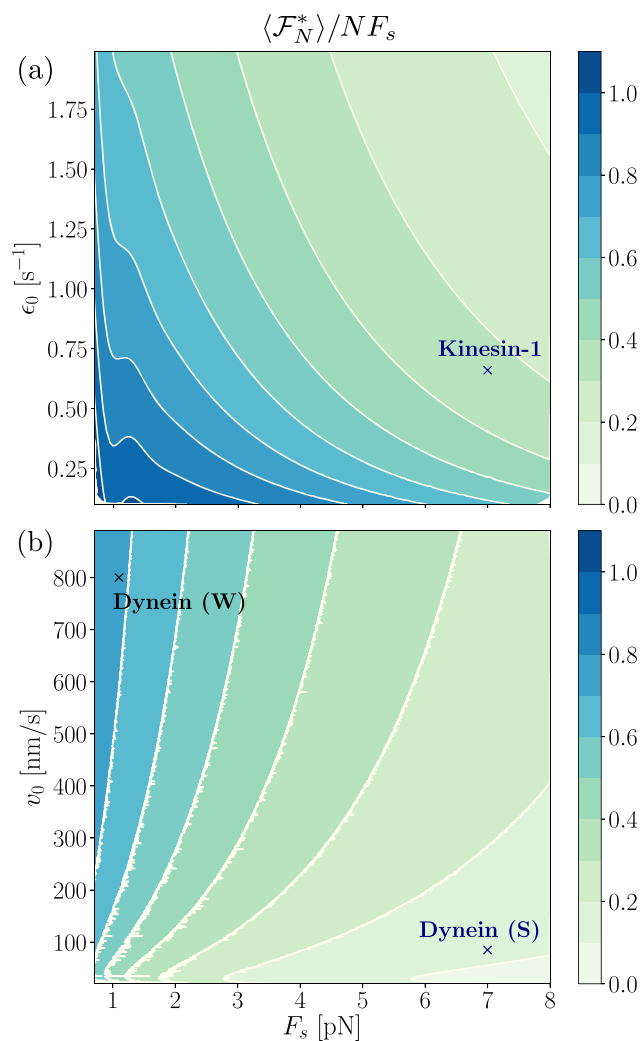 ⟨𝓕*_N⟩/NF_s
(a)
1.75
1.50
1.25
1.00
0.75
0.50
0.25
ϵ₀ [s⁻¹]
Kinesin-1
1.0
0.8
0.6
0.4
0.2
0.0
(b)
800
700
600
500
400
300
200
100
v₀ [nm/s]
Dynein (W)
Dynein (S)
1 2 3 4 5 6 7 8
F_s [pN]
1.0
0.8
0.6
0.4
0.2
0.0